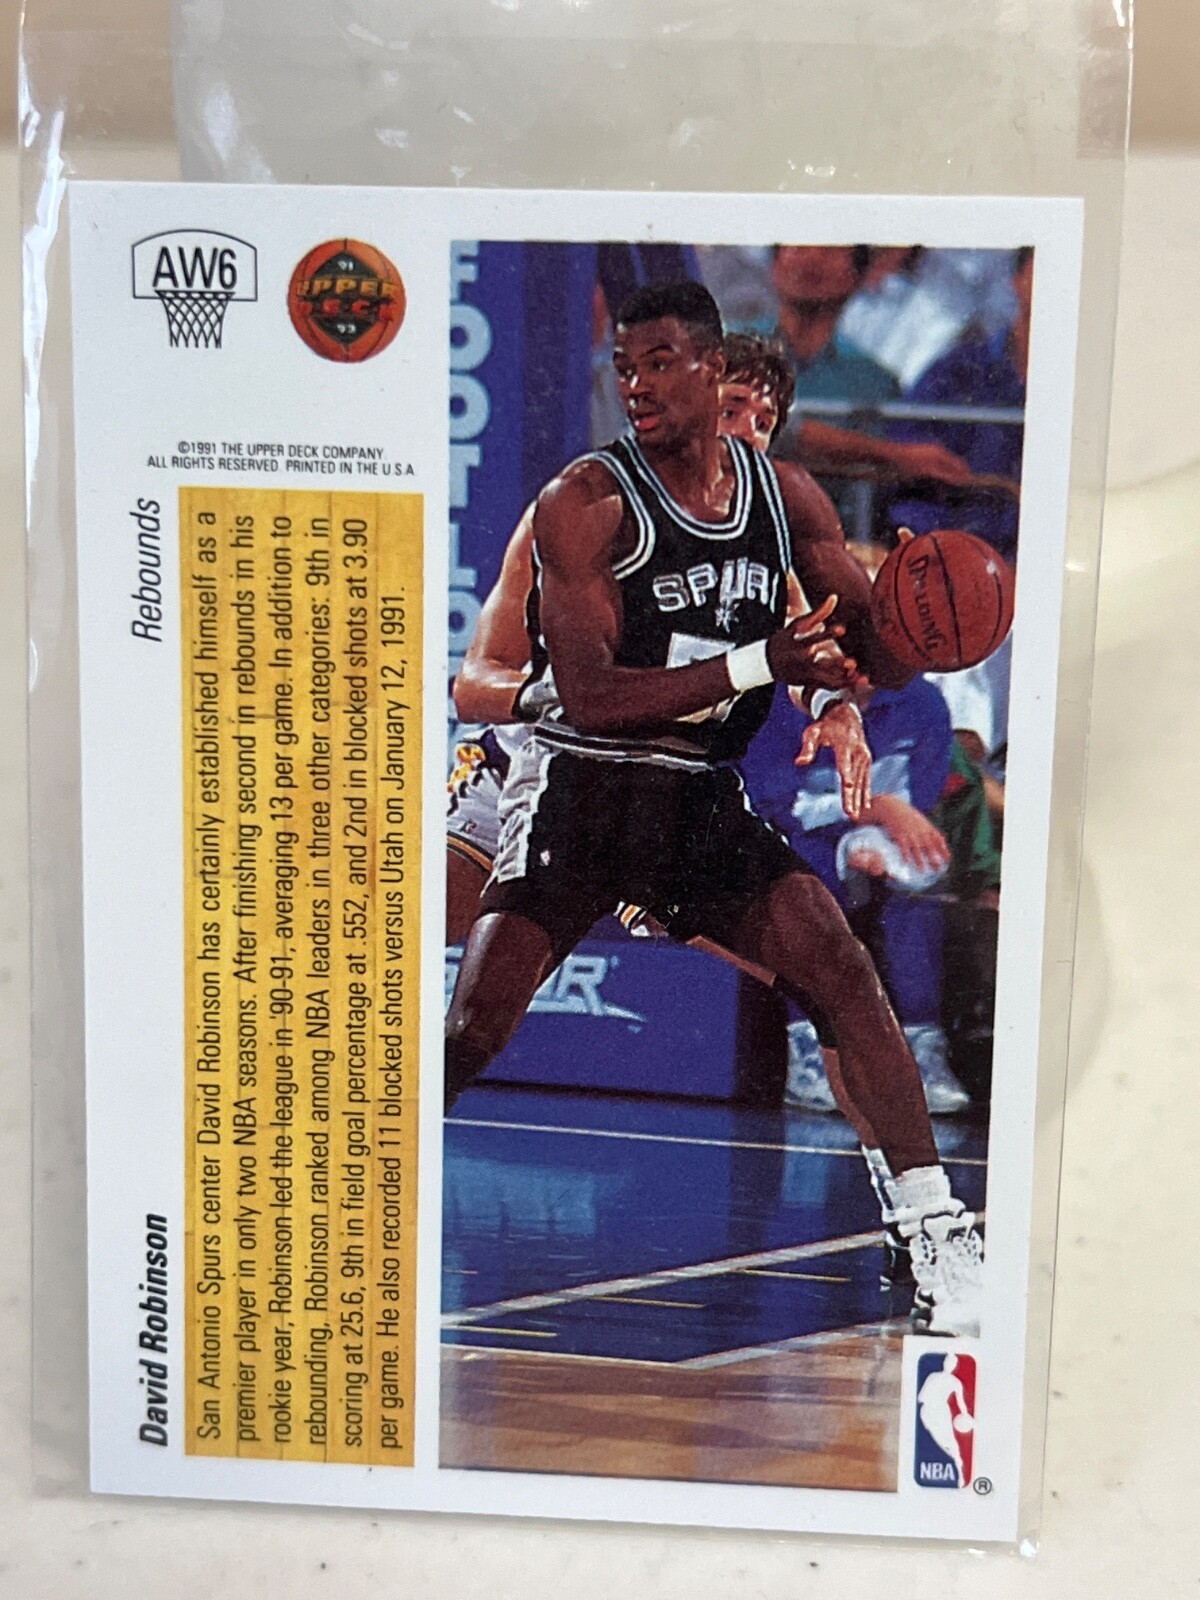 AW6
91
UPPER
DECK
92
©1991 THE UPPER DECK COMPANY.
ALL RIGHTS RESERVED. PRINTED IN THE U.S.A.
David Robinson
Rebounds
San Antonio Spurs center David Robinson has certainly established himself as a
premier player in only two NBA seasons. After finishing second in rebounds in his
rookie year, Robinson led the league in '90-91, averaging 13 per game. In addition to
rebounding, Robinson ranked among NBA leaders in three other categories: 9th in
scoring at 25.6, 9th in field goal percentage at .552, and 2nd in blocked shots at 3.90
per game. He also recorded 11 blocked shots versus Utah on January 12, 1991.
SPUR
SPALDING
NBA
®